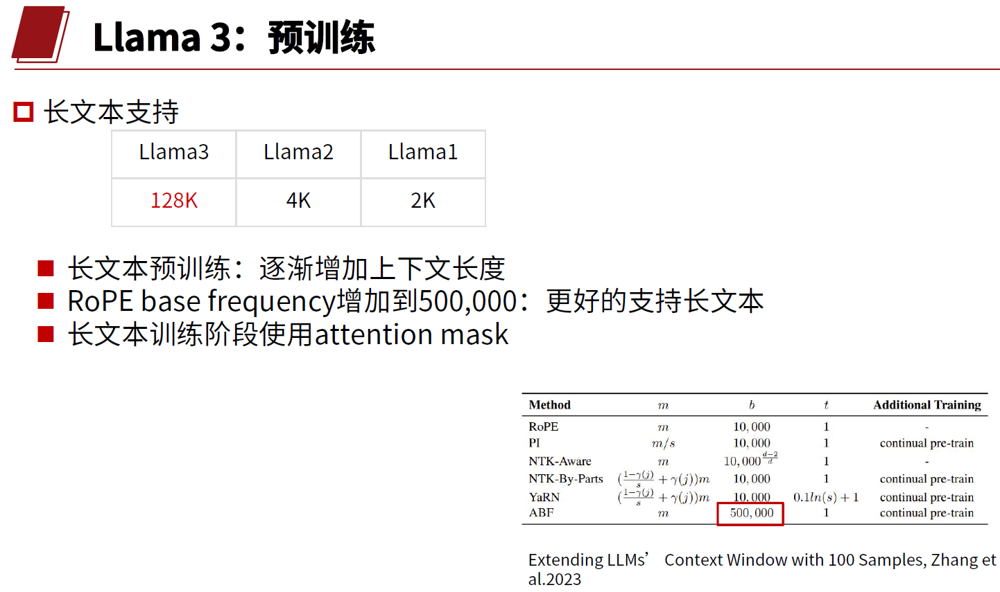 Llama 3：预训练
长文本支持
Llama3 Llama2 Llama1
128K 4K 2K
长文本预训练：逐渐增加上下文长度
RoPE base frequency增加到500,000：更好的支持长文本
长文本训练阶段使用attention mask
Method m b t Additional Training
RoPE m 10,000 1 -
PI m/s 10,000 1 continual pre-train
NTK-Aware m 10,000^{\frac{d-2}{d}} 1 -
NTK-By-Parts (\frac{1-γ(j)}{s} + γ(j))m 10,000 1 continual pre-train
YaRN (\frac{1-γ(j)}{s} + γ(j))m 10,000 0.1ln(s) + 1 continual pre-train
ABF m 500,000 1 continual pre-train
Extending LLMs’ Context Window with 100 Samples, Zhang et
al.2023